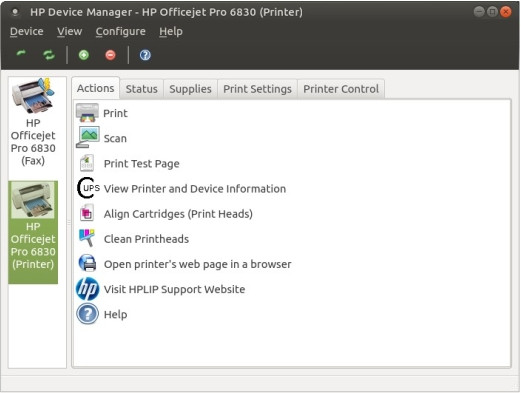 HP Device Manager - HP Officejet Pro 6830 (Printer)
Device View Configure Help
Actions Status Supplies Print Settings Printer Control
HP
Officejet
Pro 6830
(Fax)
HP
Officejet
Pro 6830
(Printer)
Print
Scan
Print Test Page
CUPS View Printer and Device Information
Align Cartridges (Print Heads)
Clean Printheads
Open printer's web page in a browser
hp Visit HPLIP Support Website
? Help